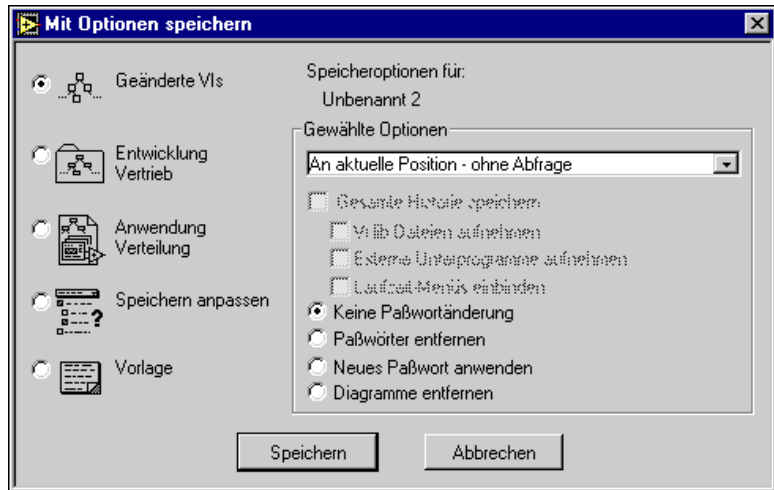 Mit Optionen speichern
Geänderte VIs
Entwicklung
Vertrieb
Anwendung
Verteilung
Speichern anpassen
Vorlage
Speicheroptionen für:
Unbenannt 2
Gewählte Optionen
An aktuelle Position - ohne Abfrage
Gesamte Historie speichern
Vi.lib Dateien aufnehmen
Externe Unterprogramme aufnehmen
Laufzeit-Menüs einbinden
Keine Paßwortänderung
Paßwörter entfernen
Neues Paßwort anwenden
Diagramme entfernen
Speichern
Abbrechen